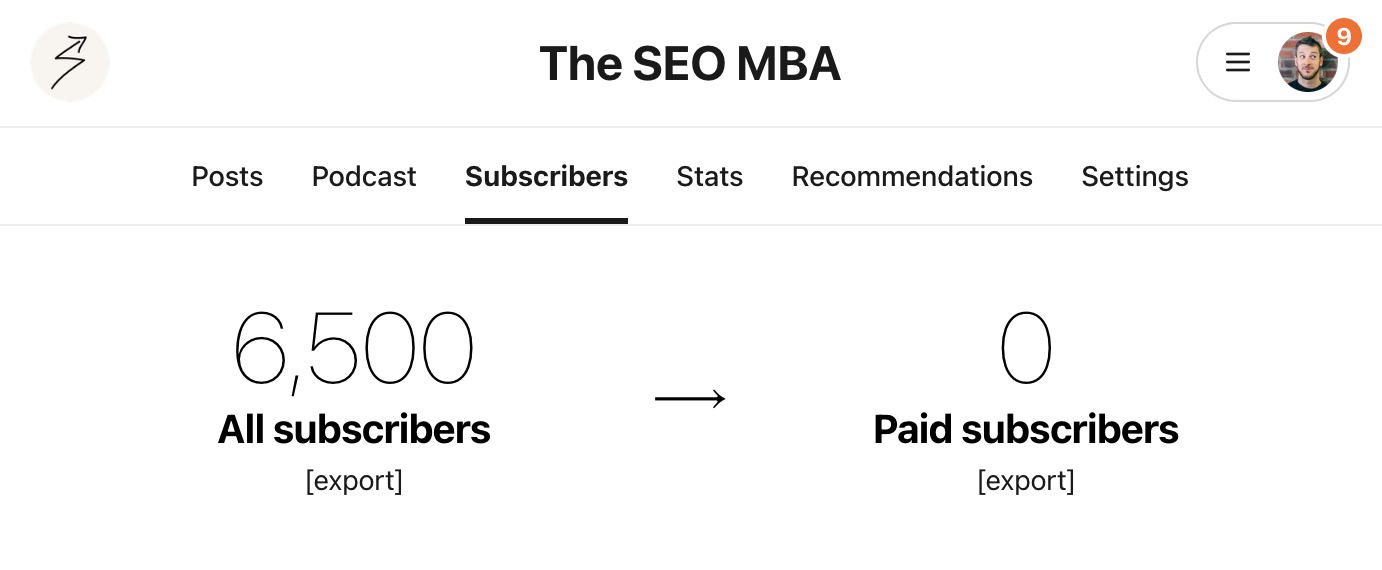 The SEO MBA
9
Posts Podcast Subscribers Stats Recommendations Settings
6,500
All subscribers
[export]
0
Paid subscribers
[export]